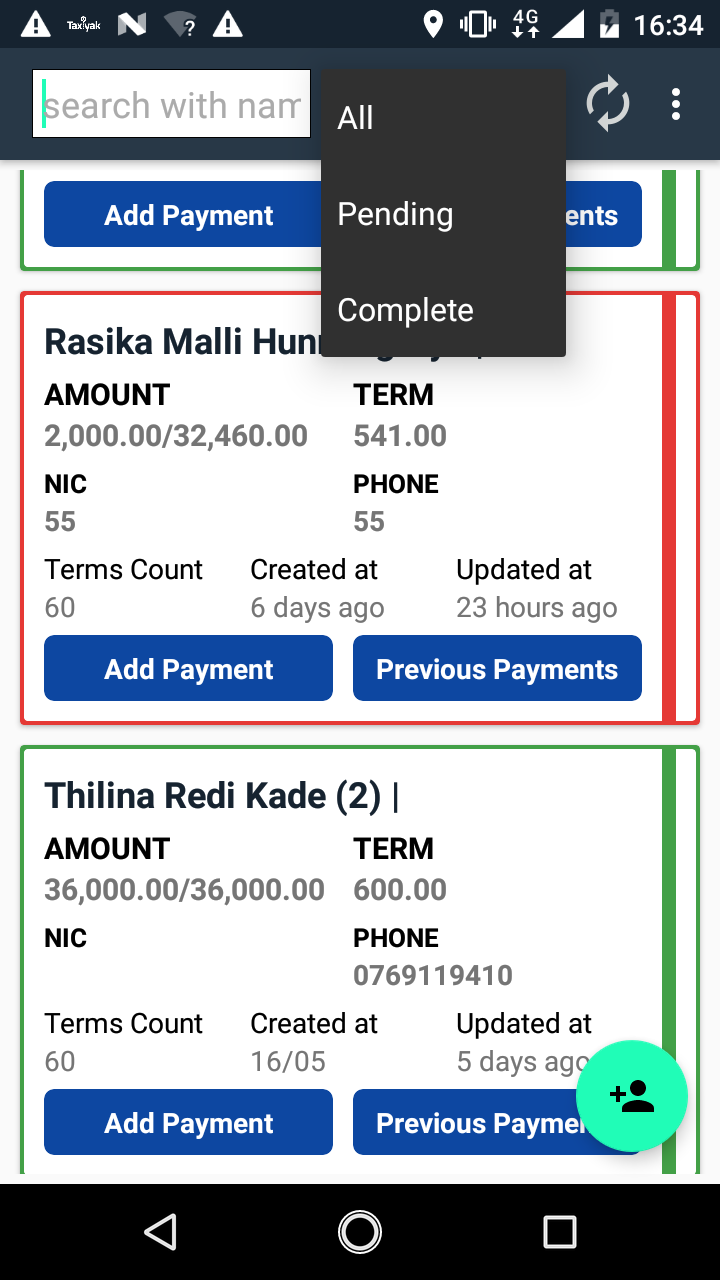 Taxiyak ? 4G 16:34
search with nam
All
Pending
Complete
Add Payment ents
Rasika Malli
AMOUNT TERM
2,000.00/32,460.00 541.00
NIC PHONE
55 55
Terms Count Created at Updated at
60 6 days ago 23 hours ago
Add Payment Previous Payments
Thilina Redi Kade (2) |
AMOUNT TERM
36,000.00/36,000.00 600.00
NIC PHONE
0769119410
Terms Count Created at Updated at
60 16/05 5 days ago
Add Payment Previous Payme